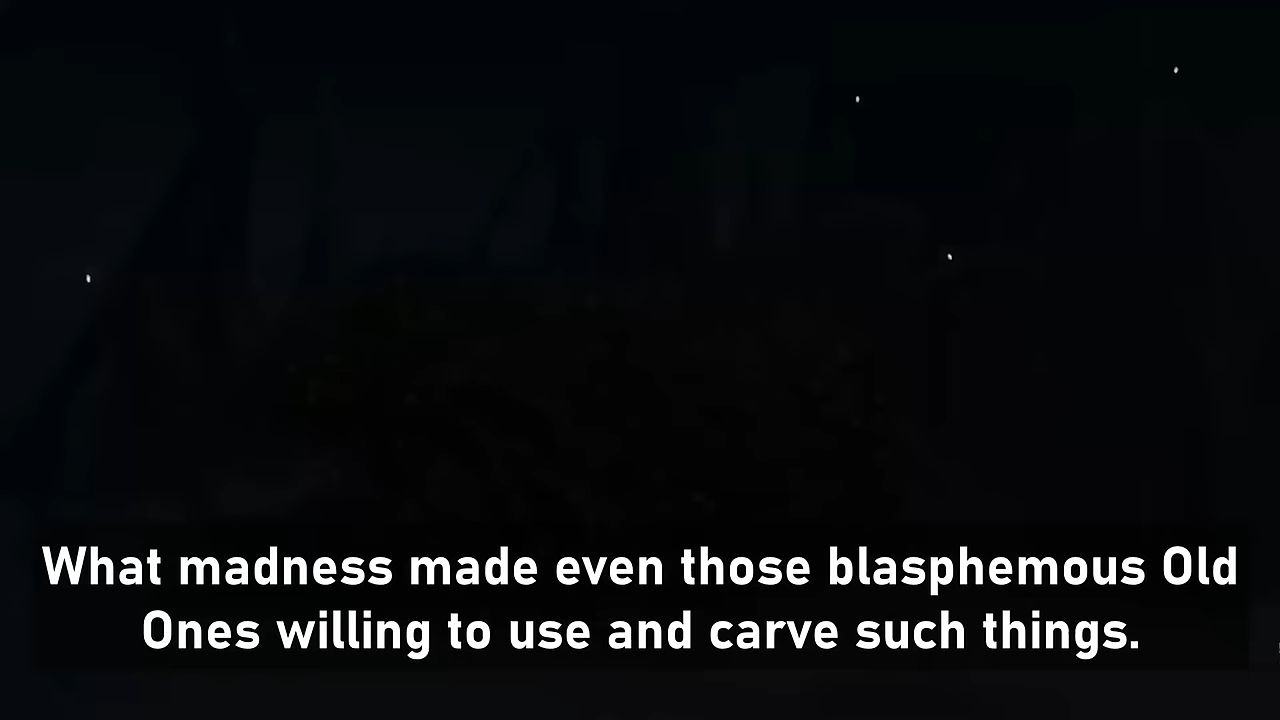 What madness made even those blasphemous Old
Ones willing to use and carve such things.